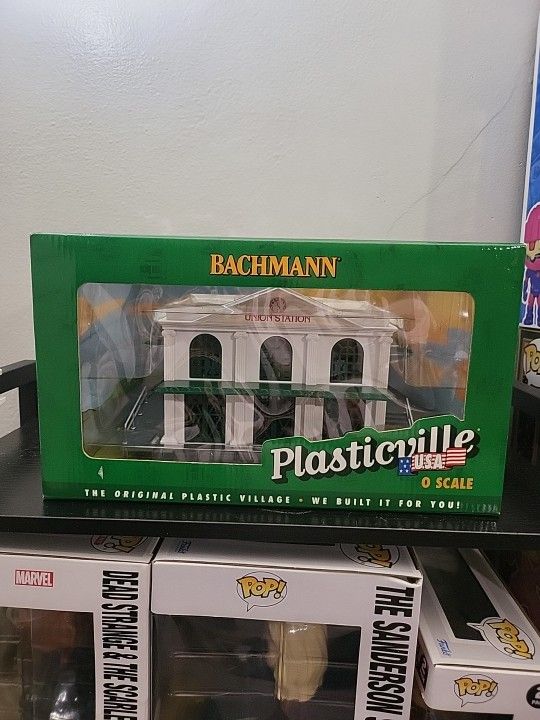 BACHMANN
UNION STATION
Plasticville
U.S.A.
O SCALE
THE ORIGINAL PLASTIC VILLAGE • WE BUILT IT FOR YOU!
MARVEL
DEAD STRANGE & THE SCARLE
POP!
THE SANDERSON
Funko
POP!
POP!